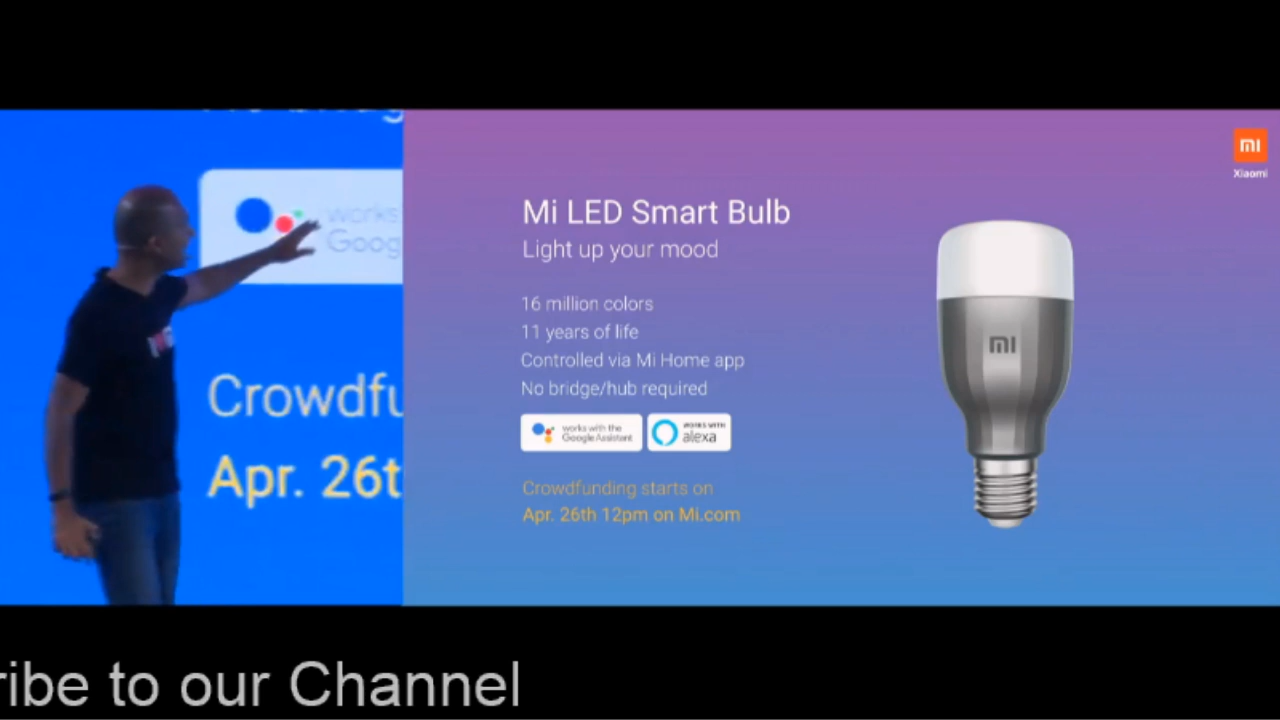 works
Goog
Crowdfu
Apr. 26t
Mi LED Smart Bulb
Light up your mood
16 million colors
11 years of life
Controlled via Mi Home app
No bridge/hub required
works with the
Google Assistant
WORKS WITH
alexa
Crowdfunding starts on
Apr. 26th 12pm on Mi.com
mi
Xiaomi
mi
ribe to our Channel